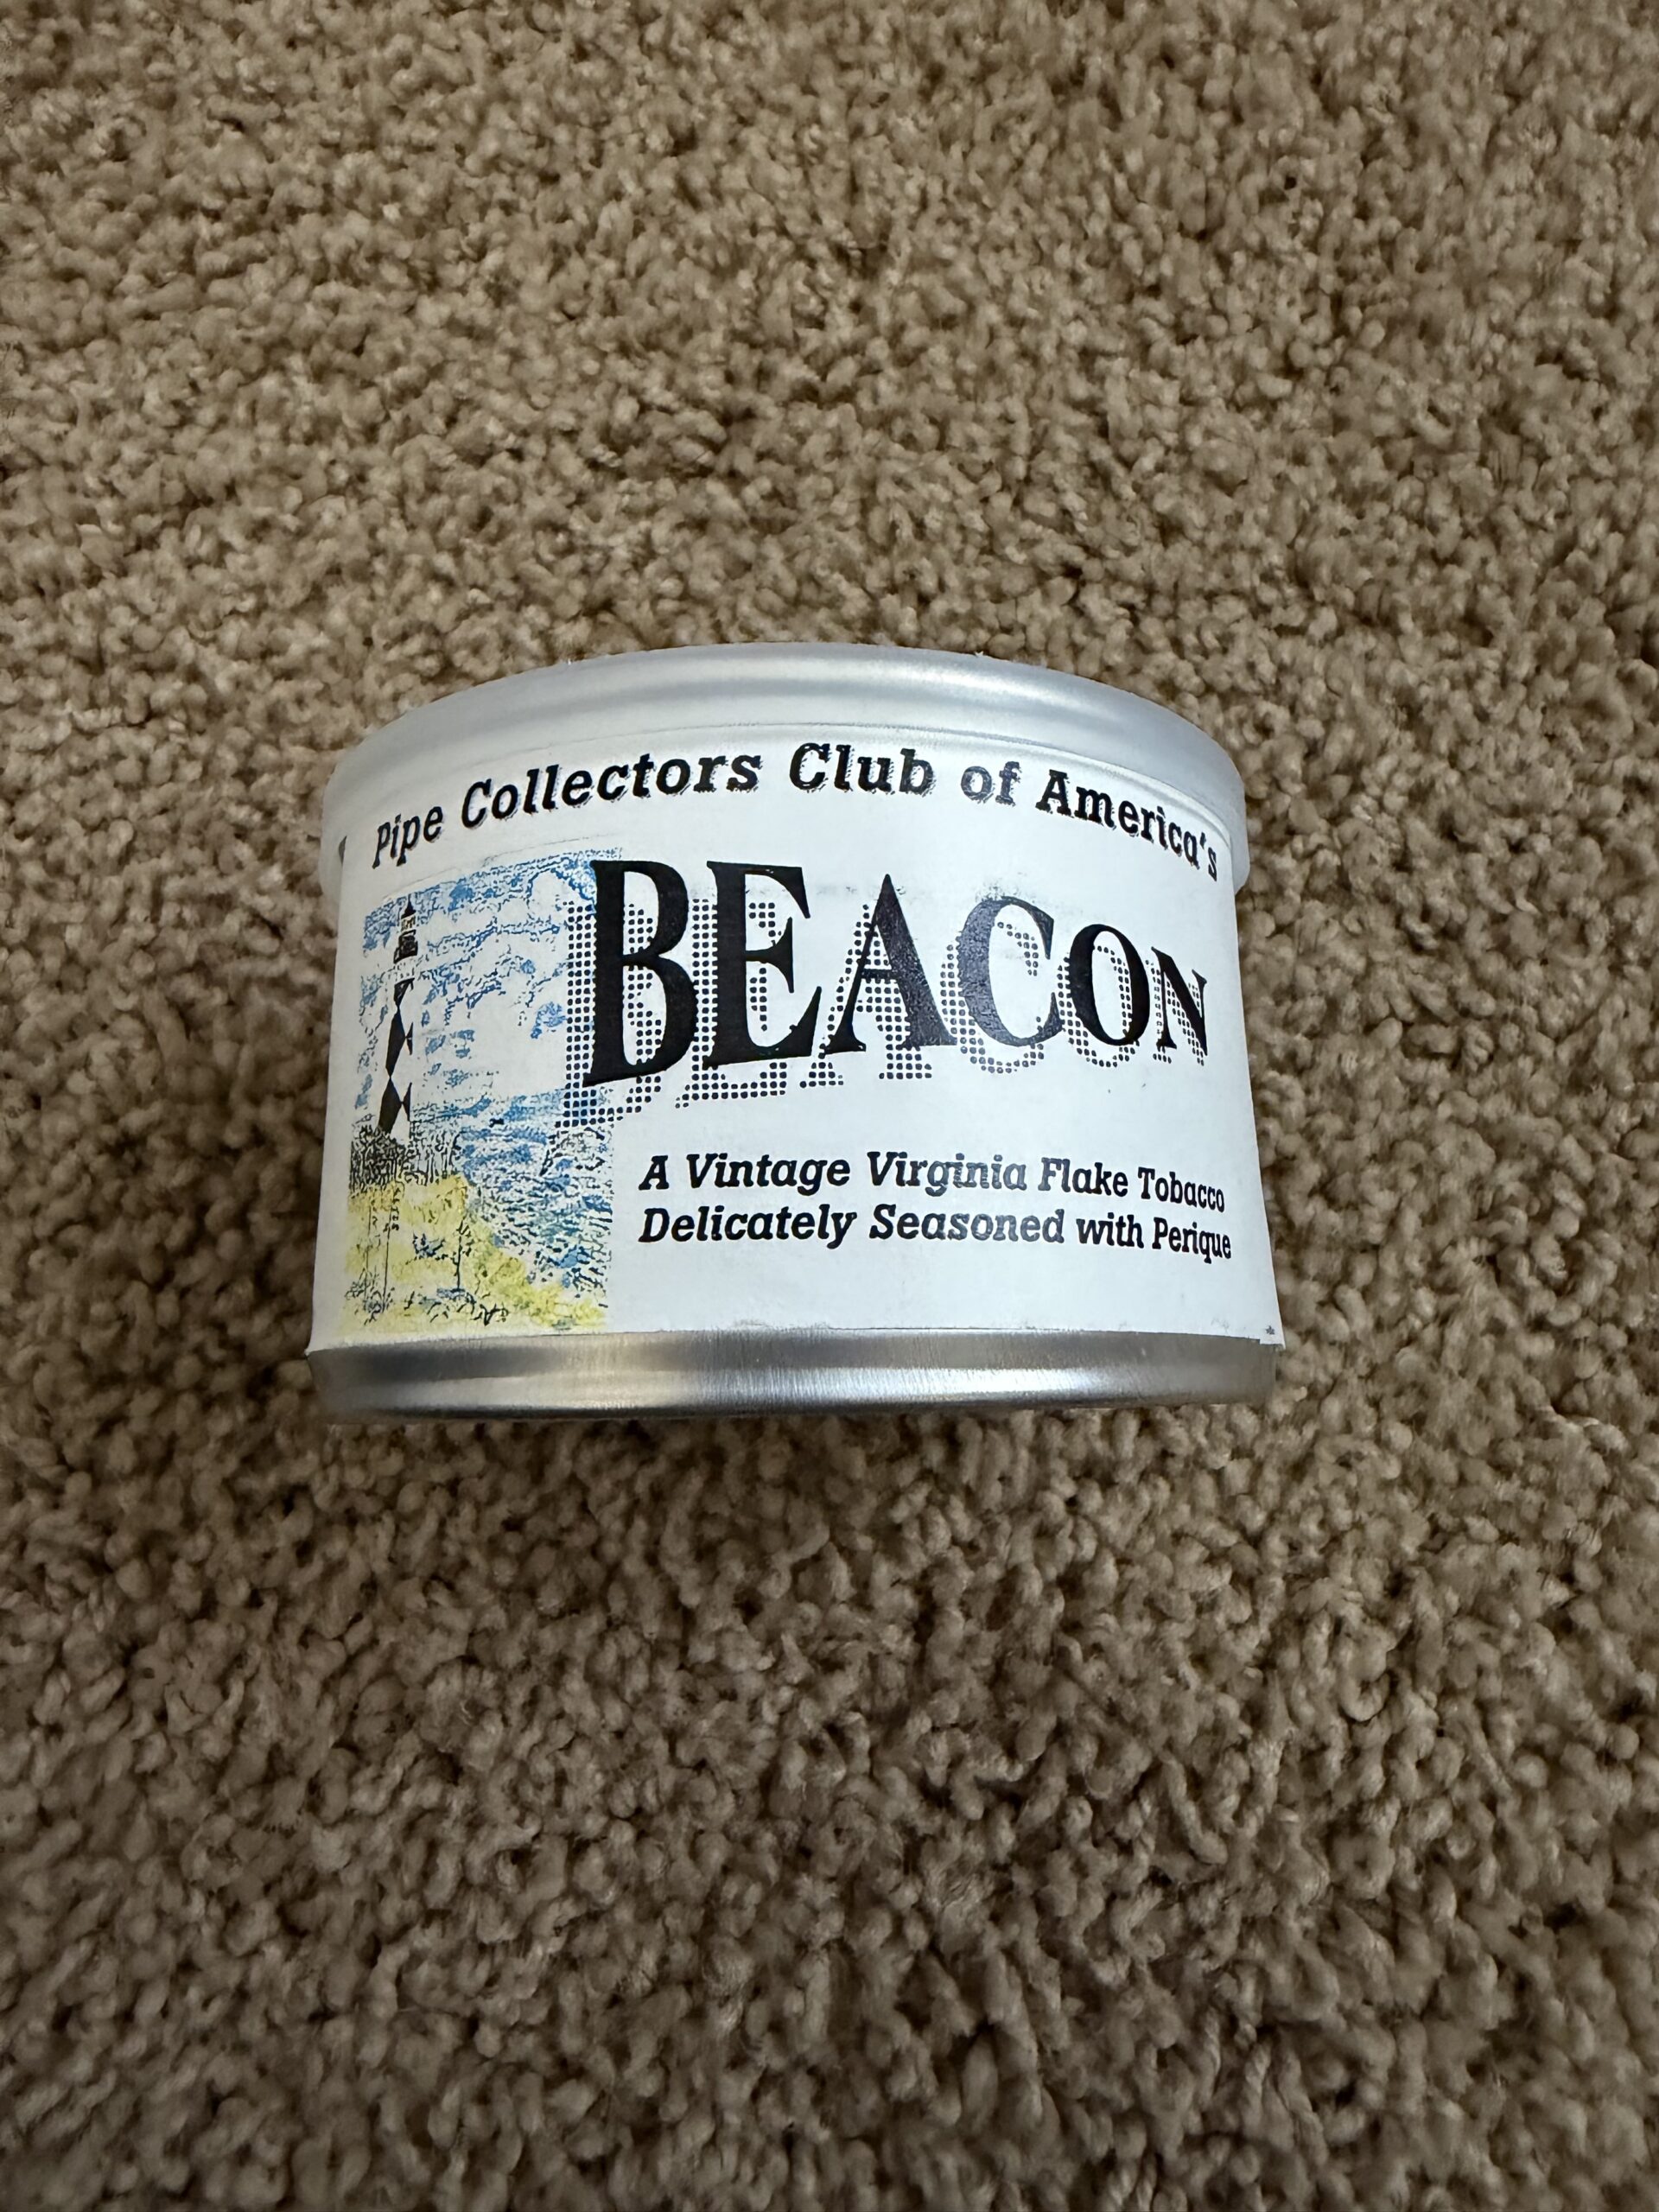 Pipe Collectors Club of America's
BEACON
A Vintage Virginia Flake Tobacco
Delicately Seasoned with Perique